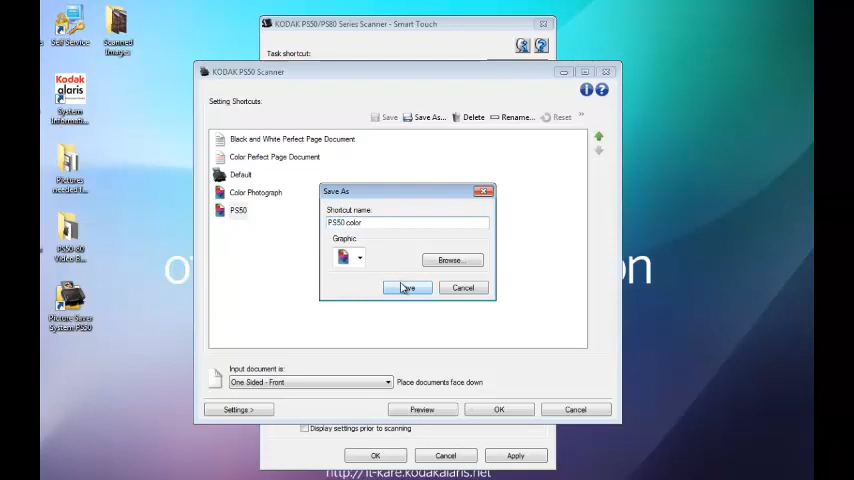 KODAK PS50/PS80 Series Scanner - Smart Touch
Task shortcut:
Self Service
Scanned Images
Kodak alaris
System Informati...
Pictures needed f...
PS50-80 Video B...
Picture Saver System PS50
KODAK PS50 Scanner
Setting Shortcuts:
Save
Save As...
Delete
Rename...
Reset
»
Black and White Perfect Page Document
Color Perfect Page Document
Default
Color Photograph
PS50
Save As
Shortcut name:
PS50 color
Graphic
Browse...
Cancel
on
Input document is:
One Sided - Front
Place documents face down
Settings >
Preview
OK
Cancel
Display settings prior to scanning
OK
Cancel
Apply
http://it-kare.kodakalaris.net